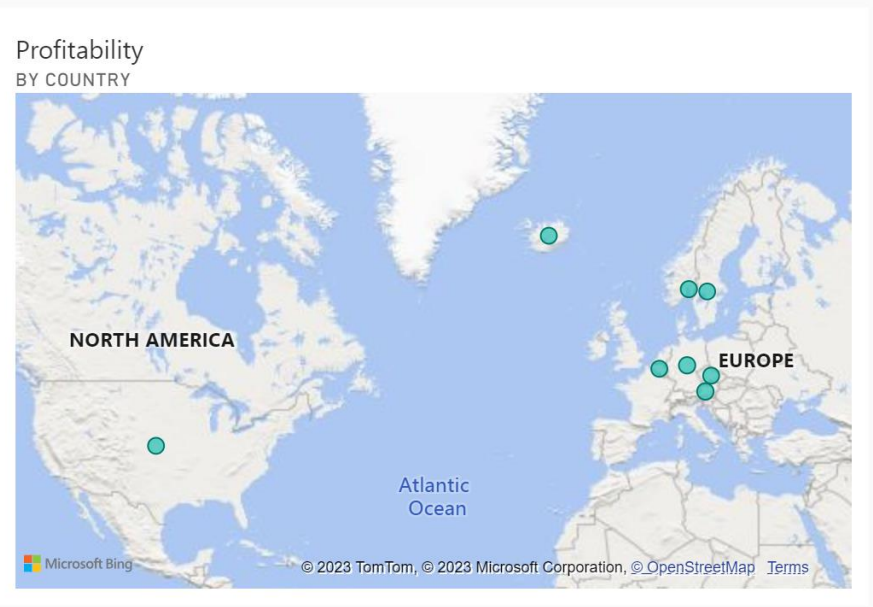 Profitability
BY COUNTRY
NORTH AMERICA
EUROPE
Atlantic
Ocean
Microsoft Bing
© 2023 TomTom, © 2023 Microsoft Corporation, © OpenStreetMap Terms